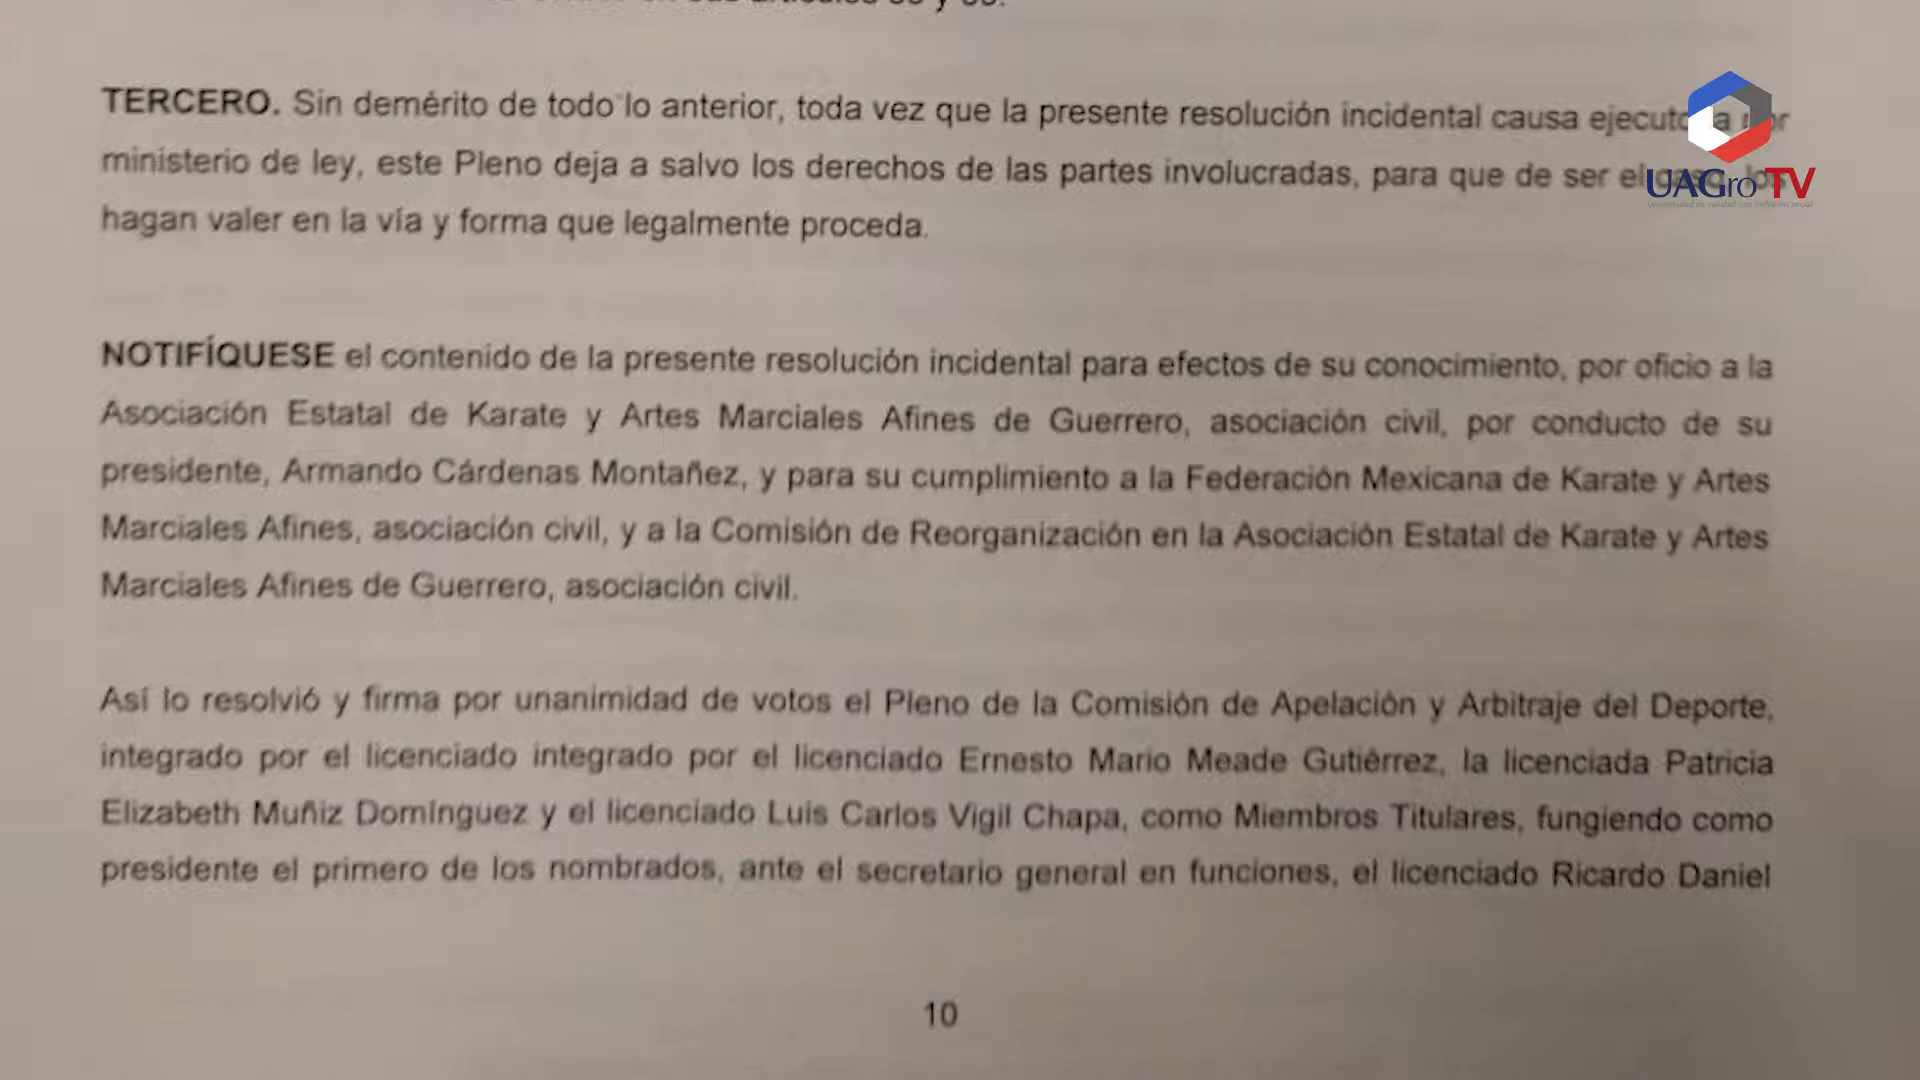 TERCERO. Sin demérito de todo lo anterior, toda vez que la presente resolución incidental causa
ministerio de ley, este Pleno deja a salvo los derechos de las partes involucradas, para que de ser el
hagan valer en la vía y forma que legalmente proceda.
UAGro TV
Universidad de calidad con inclusión social
NOTIFÍQUESE el contenido de la presente resolución incidental para efectos de su conocimiento, por oficio a la
Asociación Estatal de Karate y Artes Marciales Afines de Guerrero, asociación civil, por conducto de su
presidente, Armando Cárdenas Montañez, y para su cumplimiento a la Federación Mexicana de Karate y Artes
Marciales Afines, asociación civil, y a la Comisión de Reorganización en la Asociación Estatal de Karate y Artes
Marciales Afines de Guerrero, asociación civil.
Así lo resolvió y firma por unanimidad de votos el Pleno de la Comisión de Apelación y Arbitraje del Deporte,
integrado por el licenciado integrado por el licenciado Ernesto Mario Meade Gutiérrez, la licenciada Patricia
Elizabeth Muñiz Domínguez y el licenciado Luis Carlos Vigil Chapa, como Miembros Titulares, fungiendo como
presidente el primero de los nombrados, ante el secretario general en funciones, el licenciado Ricardo Daniel
10